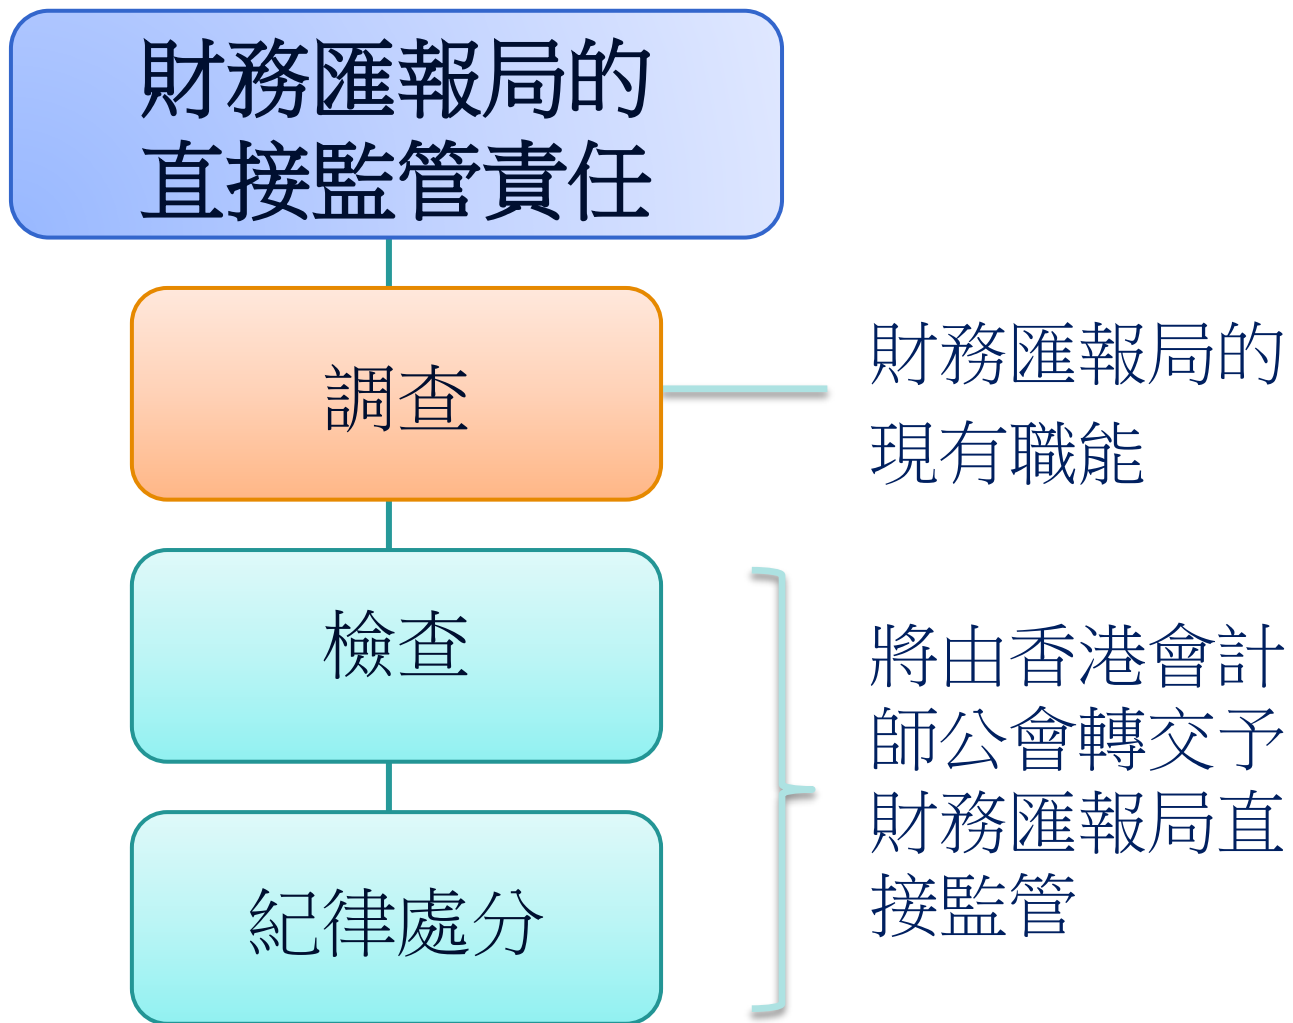 財務匯報局的
直接監管責任
調查
財務匯報局的
現有職能
檢查
將由香港會計
師公會轉交予
財務匯報局直
接監管
紀律處分